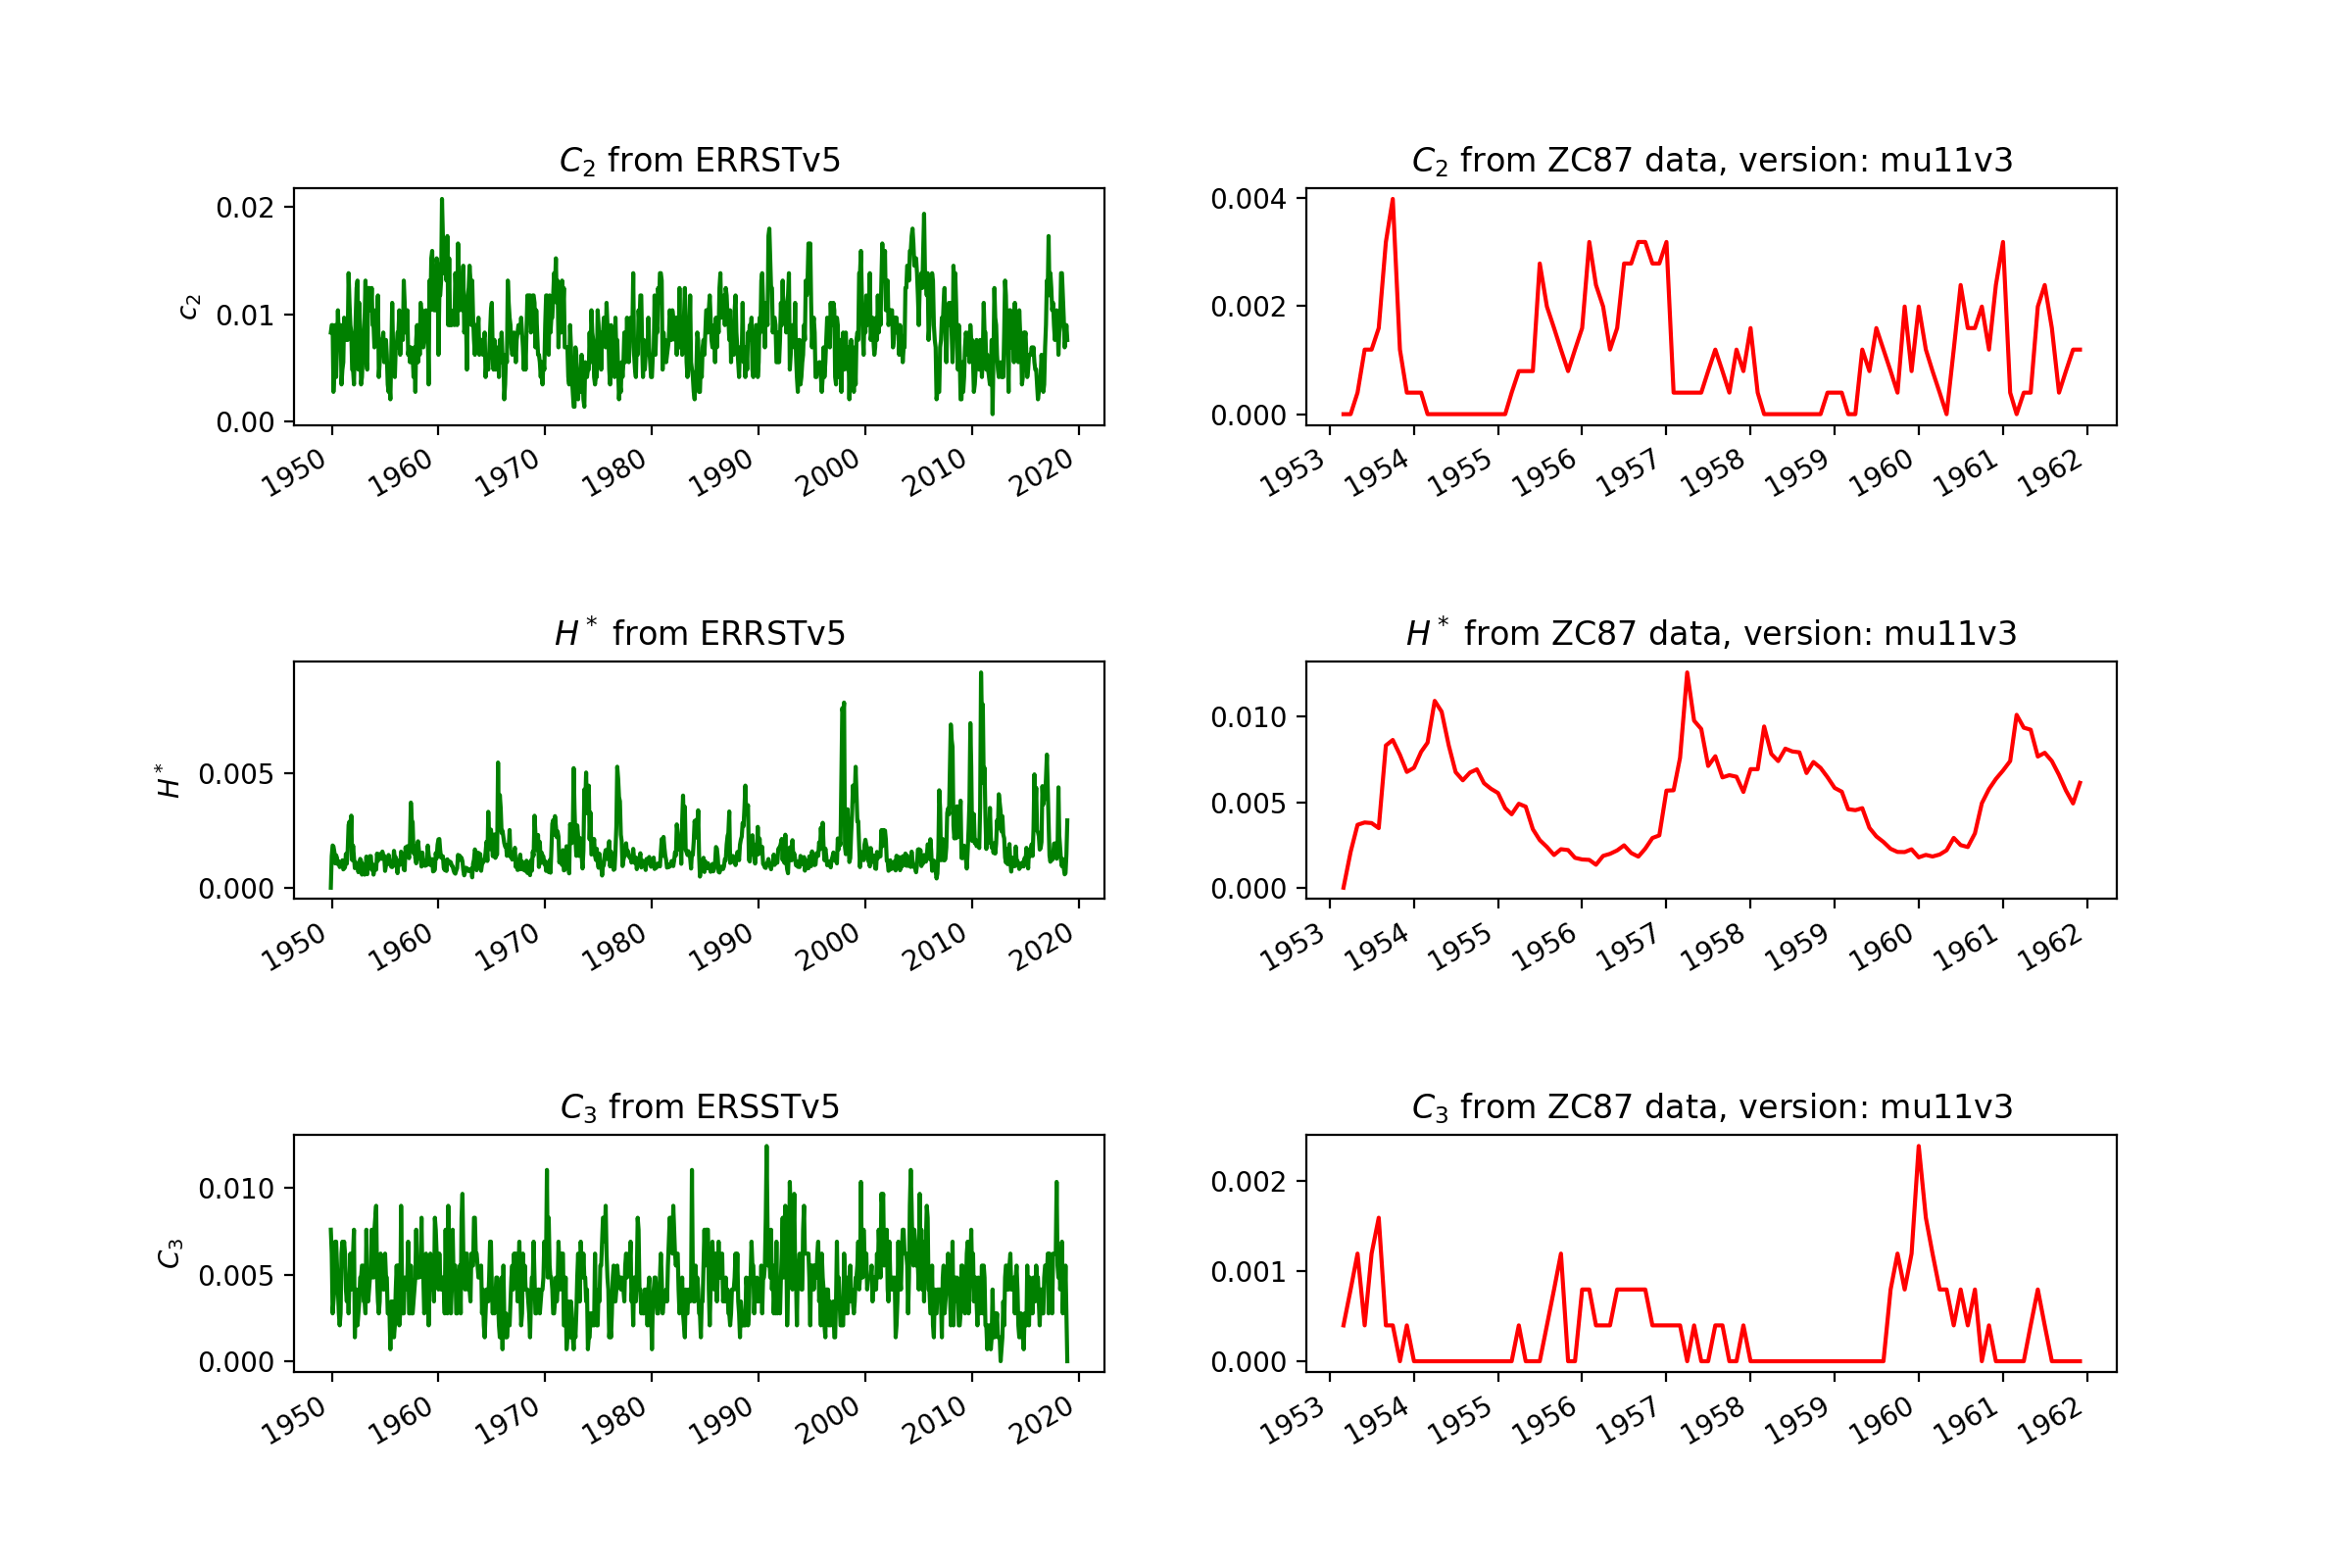 C₂ from ERRSTv5
c₂
0.02
0.01
0.00
1950 1960 1970 1980 1990 2000 2010 2020
C₂ from ZC87 data, version: mu11v3
0.004
0.002
0.000
1953 1954 1955 1956 1957 1958 1959 1960 1961 1962
H* from ERRSTv5
H*
0.005
0.000
1950 1960 1970 1980 1990 2000 2010 2020
H* from ZC87 data, version: mu11v3
0.010
0.005
0.000
1953 1954 1955 1956 1957 1958 1959 1960 1961 1962
C₃ from ERSSTv5
C₃
0.010
0.005
0.000
1950 1960 1970 1980 1990 2000 2010 2020
C₃ from ZC87 data, version: mu11v3
0.002
0.001
0.000
1953 1954 1955 1956 1957 1958 1959 1960 1961 1962